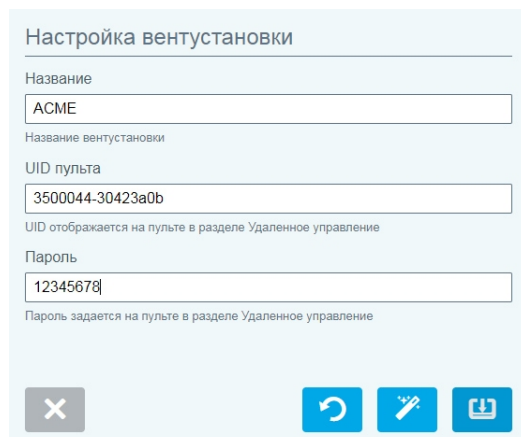 Настройка вентустановки
Название
ACME
Название вентустановки
UID пульта
3500044-30423a0b
UID отображается на пульте в разделе Удаленное управление
Пароль
12345678
Пароль задается на пульте в разделе Удаленное управление